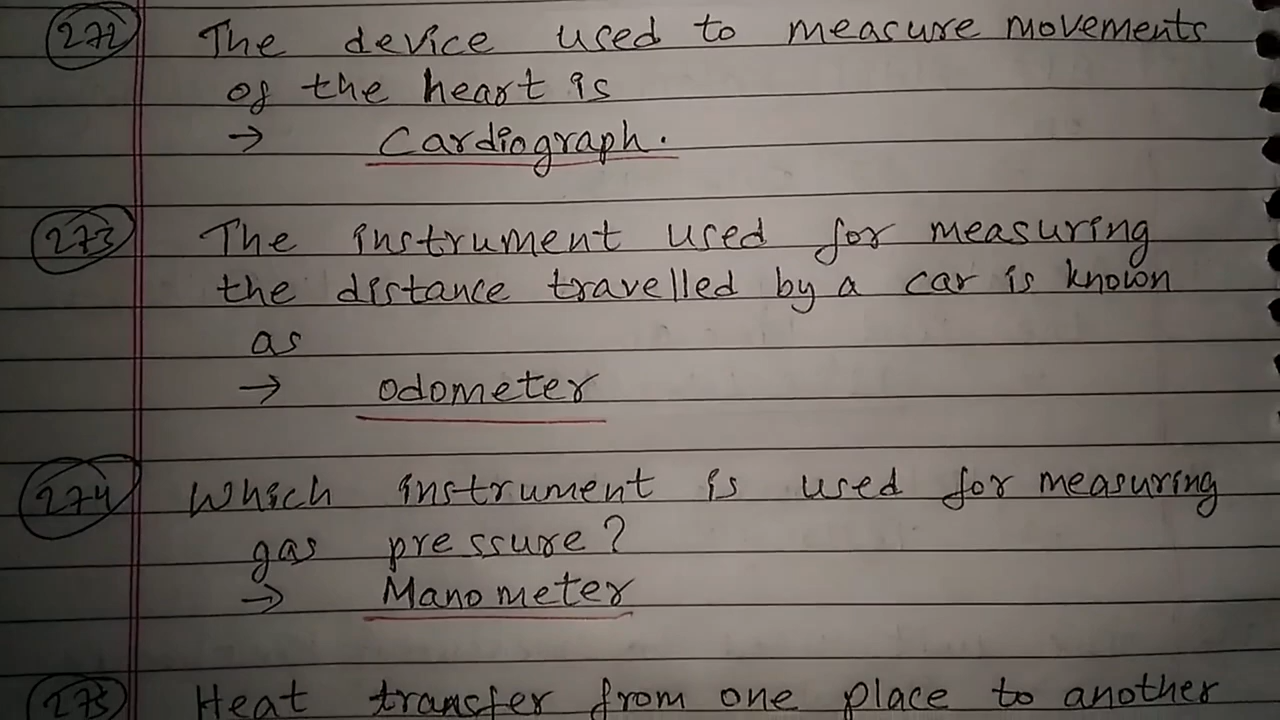 272 The device used to measure movements
of the heart is
→ Cardiograph.
273 The instrument used for measuring
the distance travelled by a car is known
as
→ odometer
274 Which instrument is used for measuring
gas pressure?
→ Manometer
275 Heat transfer from one place to another